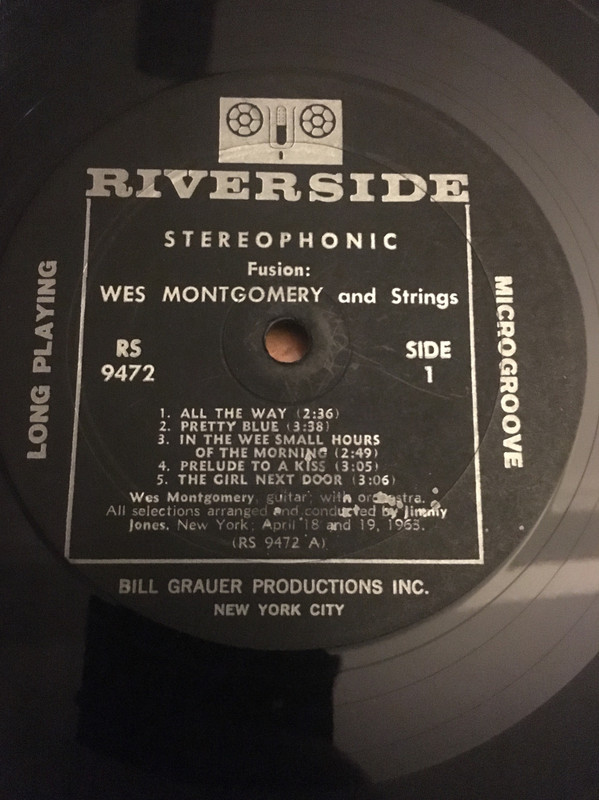 RIVERSIDE
STEREOPHONIC
Fusion:
WES MONTGOMERY and Strings
RS
9472
SIDE
1
LONG PLAYING
MICROGROOVE
1. ALL THE WAY (2:36)
2. PRETTY BLUE (3:38)
3. IN THE WEE SMALL HOURS
OF THE MORNING (2:49)
4. PRELUDE TO A KISS (3:05)
5. THE GIRL NEXT DOOR (3:06)
Wes Montgomery, guitar; with orchestra.
All selections arranged and conducted by Jimmy
Jones. New York; April 18 and 19, 1963.
(RS 9472 A)
BILL GRAUER PRODUCTIONS INC.
NEW YORK CITY